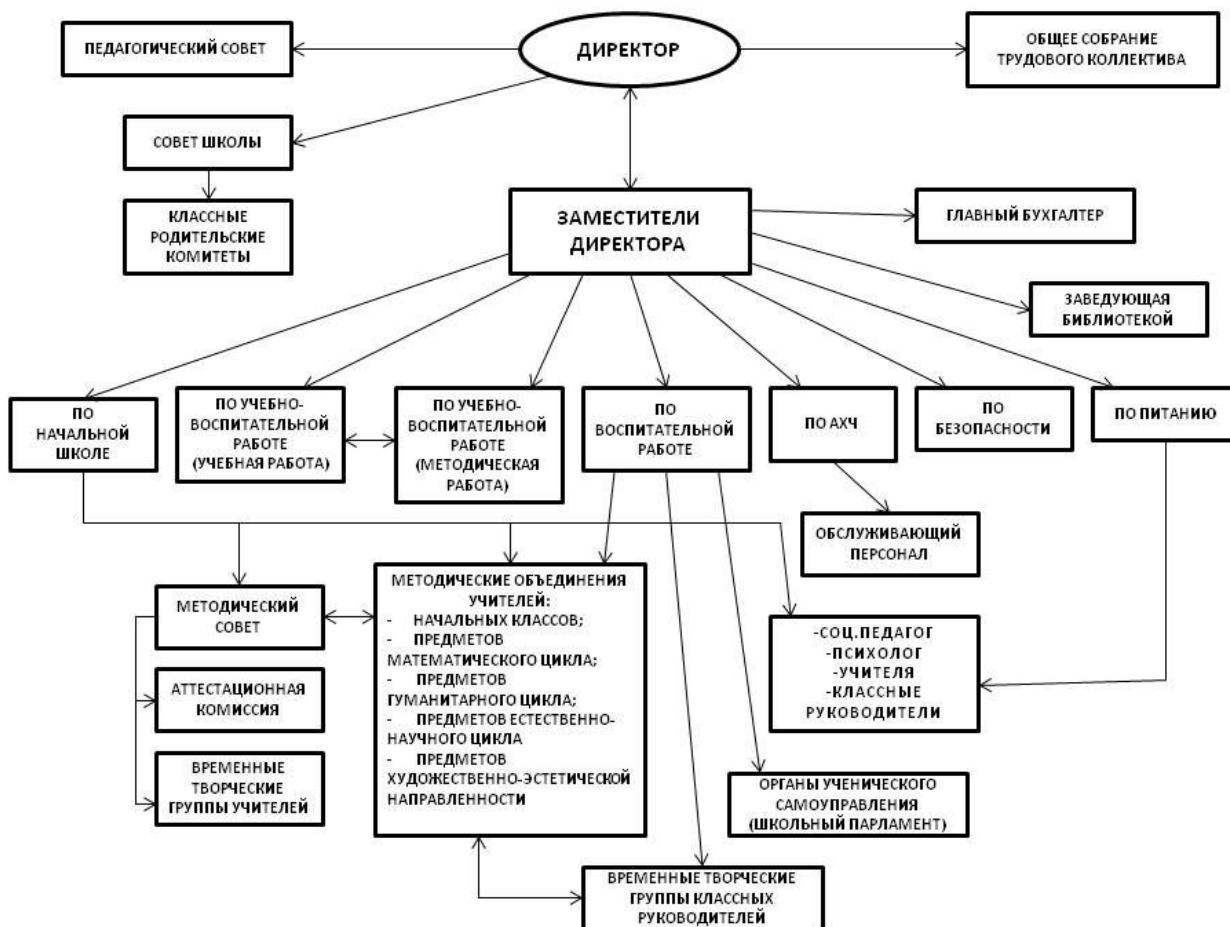 ПЕДАГОГИЧЕСКИЙ СОВЕТ
ДИРЕКТОР
ОБЩЕЕ СОБРАНИЕ
ТРУДОВОГО КОЛЛЕКТИВА
СОВЕТ ШКОЛЫ
КЛАССНЫЕ
РОДИТЕЛЬСКИЕ
КОМИТЕТЫ
ЗАМЕСТИТЕЛИ
ДИРЕКТОРА
ГЛАВНЫЙ БУХГАЛТЕР
ЗАВЕДУЮЩАЯ
БИБЛИОТЕКОЙ
ПО
НАЧАЛЬНОЙ
ШКОЛЕ
ПО УЧЕБНО-
ВОСПИТАТЕЛЬНОЙ
РАБОТЕ
(УЧЕБНАЯ РАБОТА)
ПО УЧЕБНО-
ВОСПИТАТЕЛЬНОЙ
РАБОТЕ
(МЕТОДИЧЕСКАЯ
РАБОТА)
ПО
ВОСПИТАТЕЛЬНОЙ
РАБОТЕ
ПО АХЧ
ПО
БЕЗОПАСНОСТИ
ПО ПИТАНИЮ
ОБСЛУЖИВАЮЩИЙ
ПЕРСОНАЛ
МЕТОДИЧЕСКИЙ
СОВЕТ
АТТЕСТАЦИОННАЯ
КОМИССИЯ
ВРЕМЕННЫЕ
ТВОРЧЕСКИЕ
ГРУППЫ УЧИТЕЛЕЙ
МЕТОДИЧЕСКИЕ ОБЪЕДИНЕНИЯ
УЧИТЕЛЕЙ:
- НАЧАЛЬНЫХ КЛАССОВ;
- ПРЕДМЕТОВ
МАТЕМАТИЧЕСКОГО ЦИКЛА;
- ПРЕДМЕТОВ
ГУМАНИТАРНОГО ЦИКЛА;
- ПРЕДМЕТОВ ЕСТЕСТВЕННО-
НАУЧНОГО ЦИКЛА
- ПРЕДМЕТОВ
ХУДОЖЕСТВЕННО-ЭСТЕТИЧЕСКОЙ
НАПРАВЛЕННОСТИ
-СОЦ.ПЕДАГОГ
-ПСИХОЛОГ
-УЧИТЕЛЯ
-КЛАССНЫЕ
РУКОВОДИТЕЛИ
ОРГАНЫ УЧЕНИЧЕСКОГО
САМОУПРАВЛЕНИЯ
(ШКОЛЬНЫЙ ПАРЛАМЕНТ)
ВРЕМЕННЫЕ ТВОРЧЕСКИЕ
ГРУППЫ КЛАССНЫХ
РУКОВОДИТЕЛЕЙ